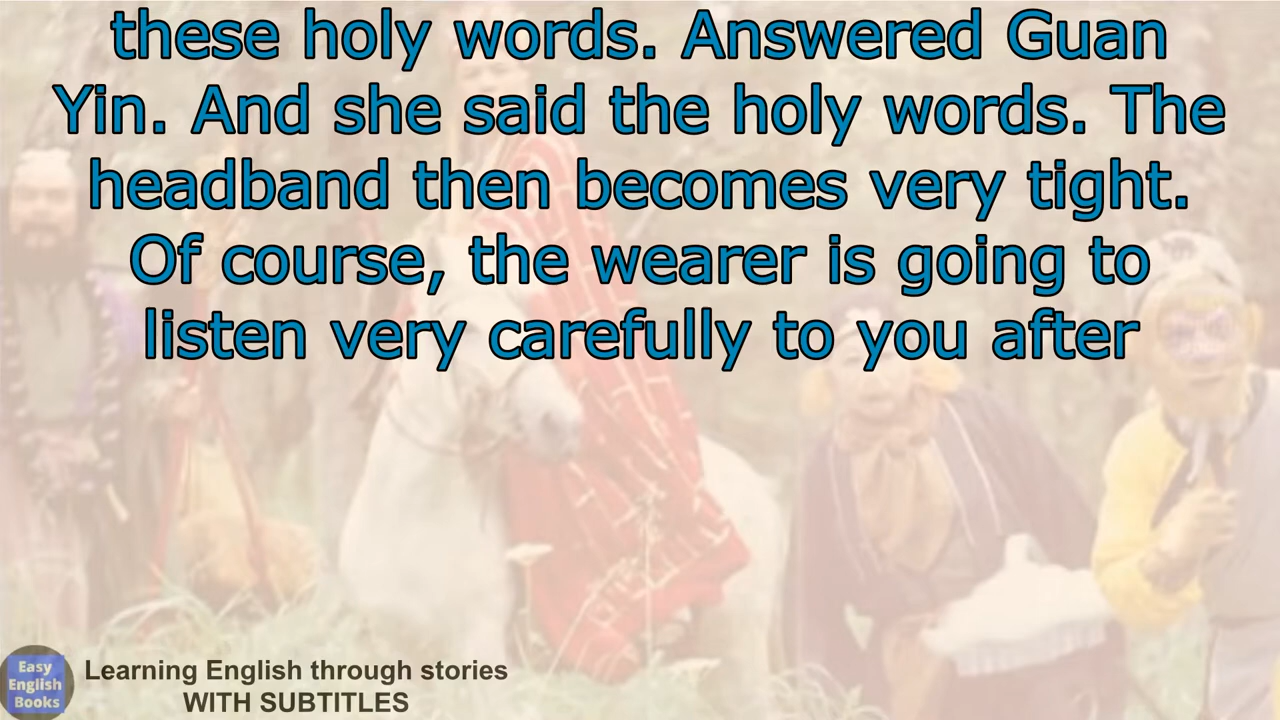 these holy words. Answered Guan
Yin. And she said the holy words. The
headband then becomes very tight.
Of course, the wearer is going to
listen very carefully to you after
Easy
English
Books
Learning English through stories
WITH SUBTITLES